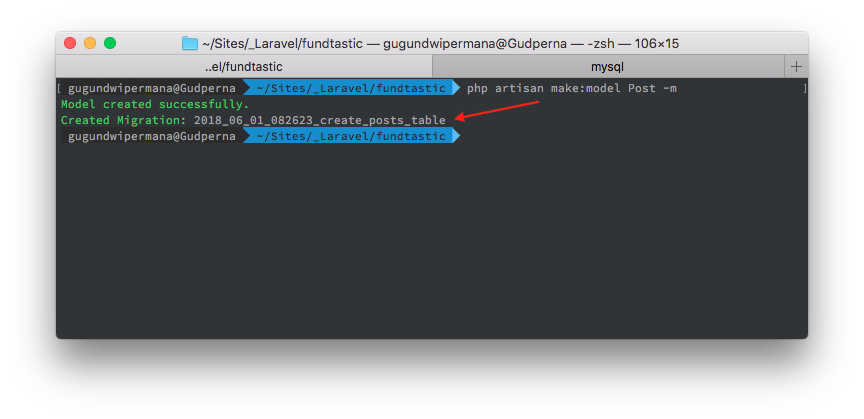 ~/Sites/_Laravel/fundtastic — gugundwipermana@Gudperna — -zsh — 106×15
..el/fundtastic
mysql
+
[ gugundwipermana@Gudperna ~/Sites/_Laravel/fundtastic php artisan make:model Post -m ]
Model created successfully.
Created Migration: 2018_06_01_082623_create_posts_table
gugundwipermana@Gudperna ~/Sites/_Laravel/fundtastic